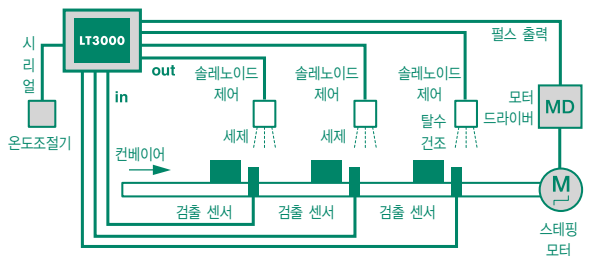 LT3000
시
리
얼
온도조절기
out
in
펄스 출력
솔레노이드
제어
솔레노이드
제어
솔레노이드
제어
세제
세제
탈수
건조
모터
드라이버
MD
컨베이어
M
검출 센서
검출 센서
검출 센서
스테핑
모터